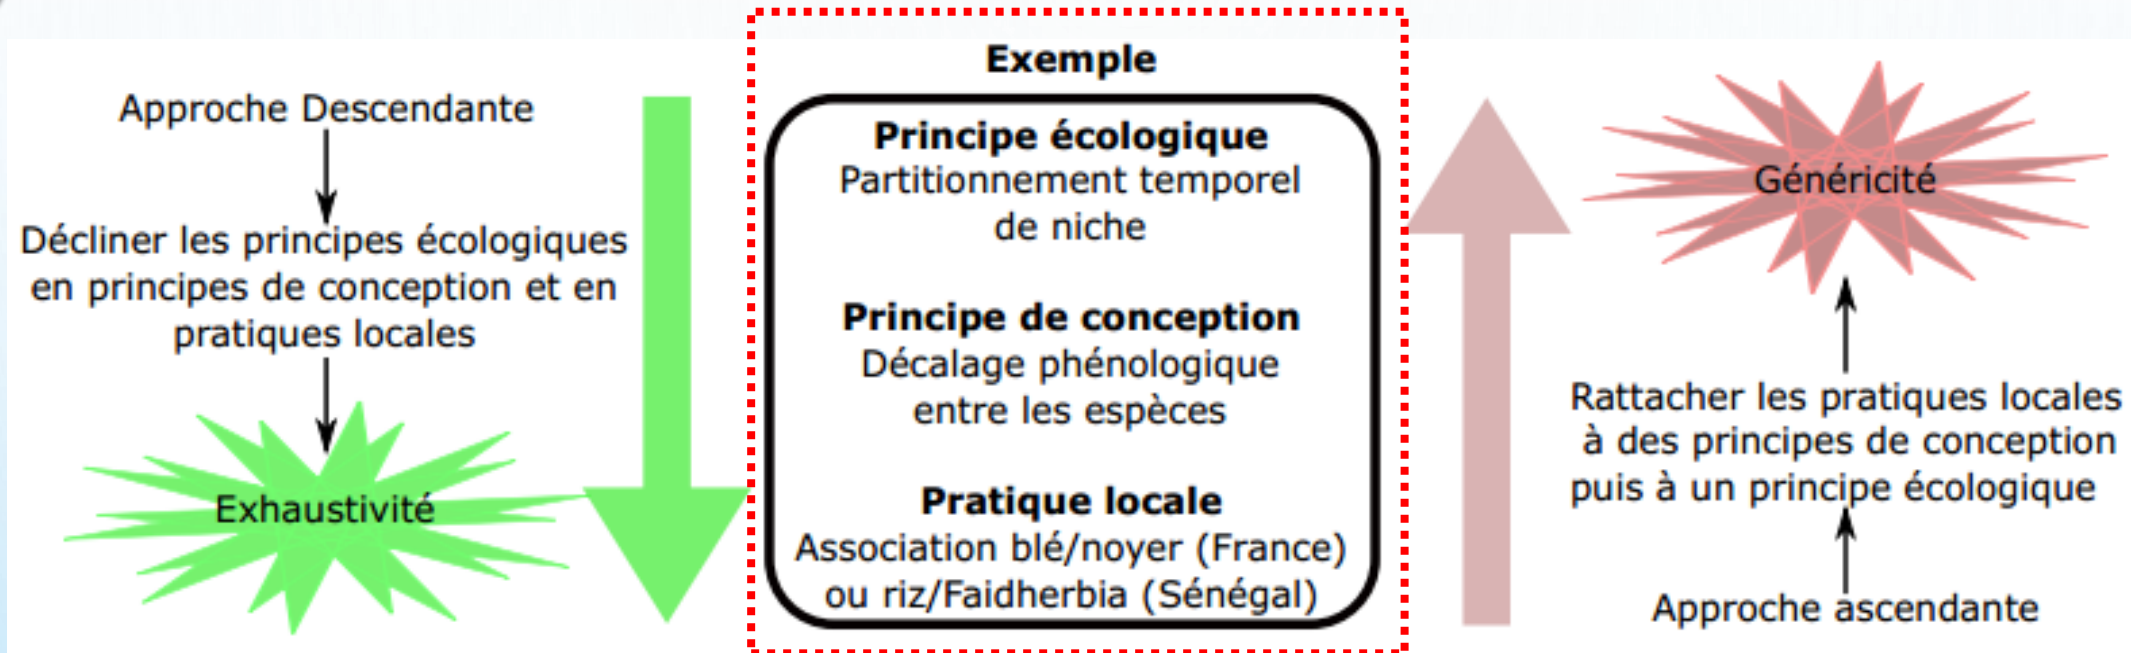 Approche Descendante
Décliner les principes écologiques
en principes de conception et en
pratiques locales
Exhaustivité
Exemple
Principe écologique
Partitionnement temporel
de niche
Principe de conception
Décalage phénologique
entre les espèces
Pratique locale
Association blé/noyer (France)
ou riz/Faidherbia (Sénégal)
Généricité
Rattacher les pratiques locales
à des principes de conception
puis à un principe écologique
Approche ascendante